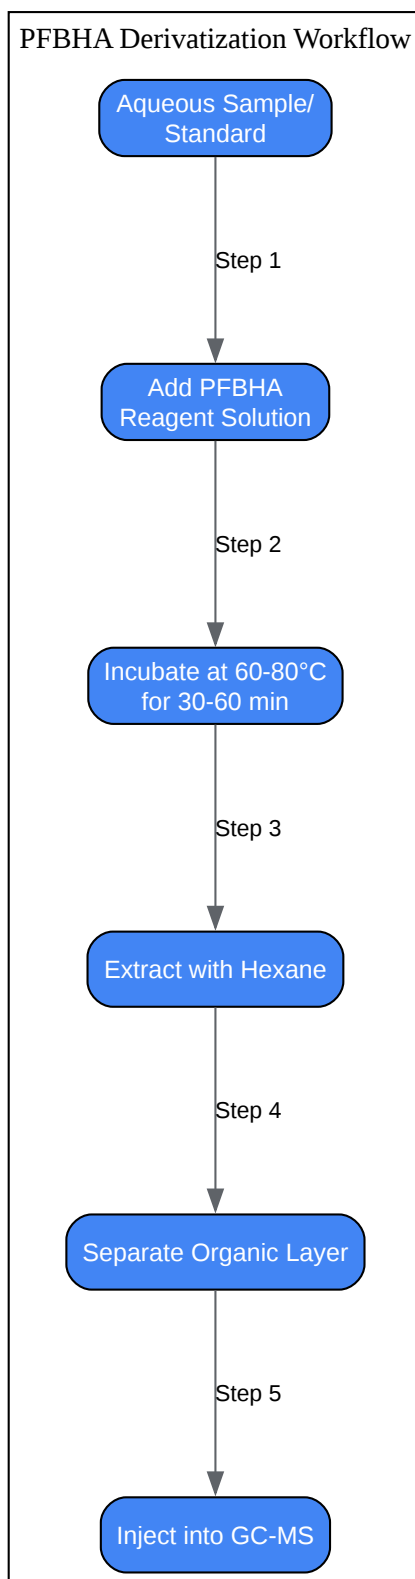 PFBHA Derivatization Workflow
Aqueous Sample/
Standard
Step 1
Add PFBHA
Reagent Solution
Step 2
Incubate at 60-80°C
for 30-60 min
Step 3
Extract with Hexane
Step 4
Separate Organic Layer
Step 5
Inject into GC-MS